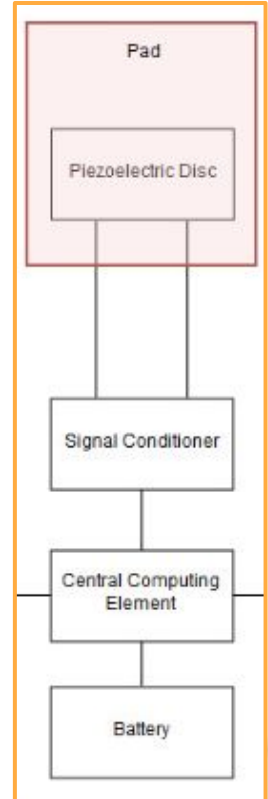 Pad
Piezoelectric Disc
Signal Conditioner
Central Computing
Element
Battery